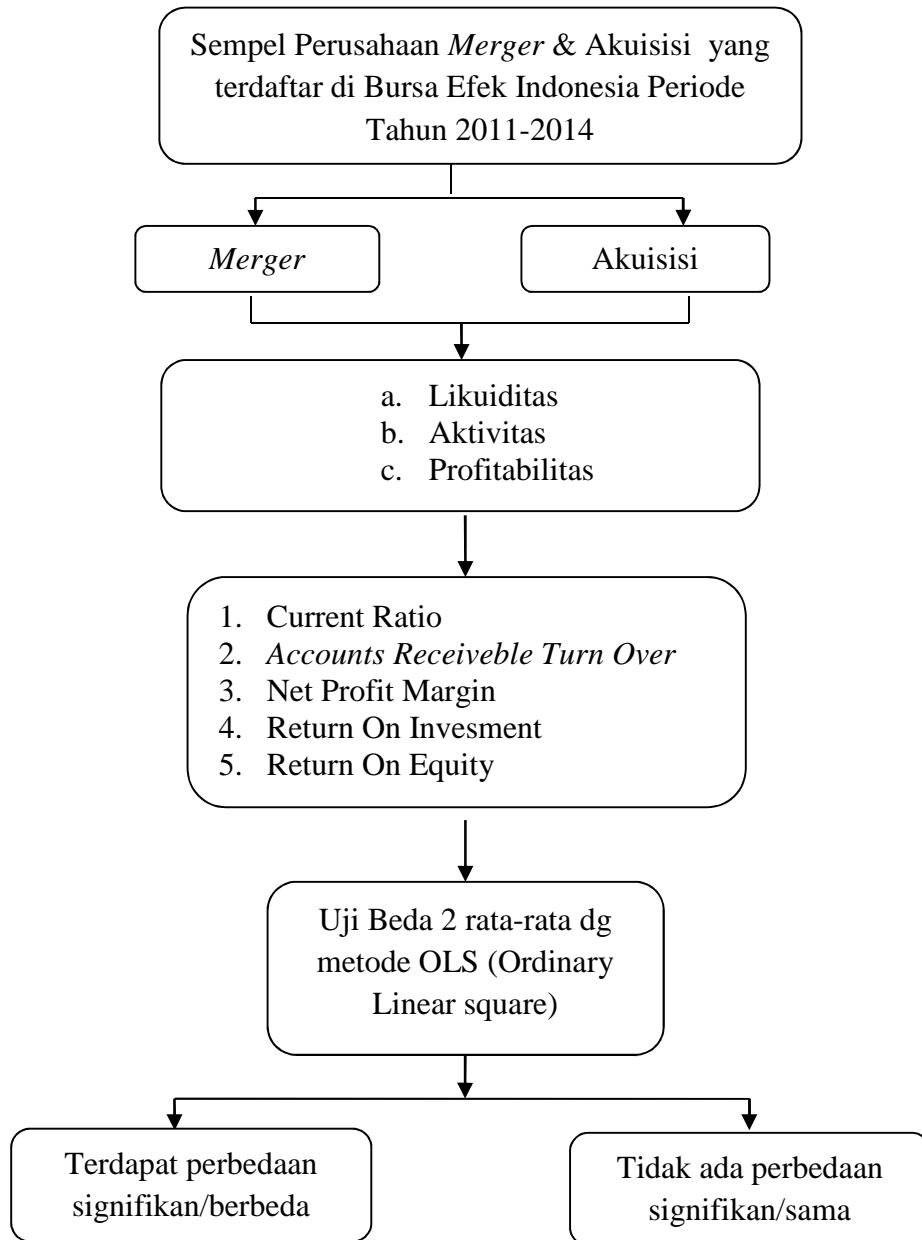 Sempel Perusahaan Merger & Akuisisi yang
terdaftar di Bursa Efek Indonesia Periode
Tahun 2011-2014
Merger
Akuisisi
a. Likuiditas
b. Aktivitas
c. Profitabilitas
1. Current Ratio
2. Accounts Receiveble Turn Over
3. Net Profit Margin
4. Return On Invesment
5. Return On Equity
Uji Beda 2 rata-rata dg
metode OLS (Ordinary
Linear square)
Terdapat perbedaan
signifikan/berbeda
Tidak ada perbedaan
signifikan/sama